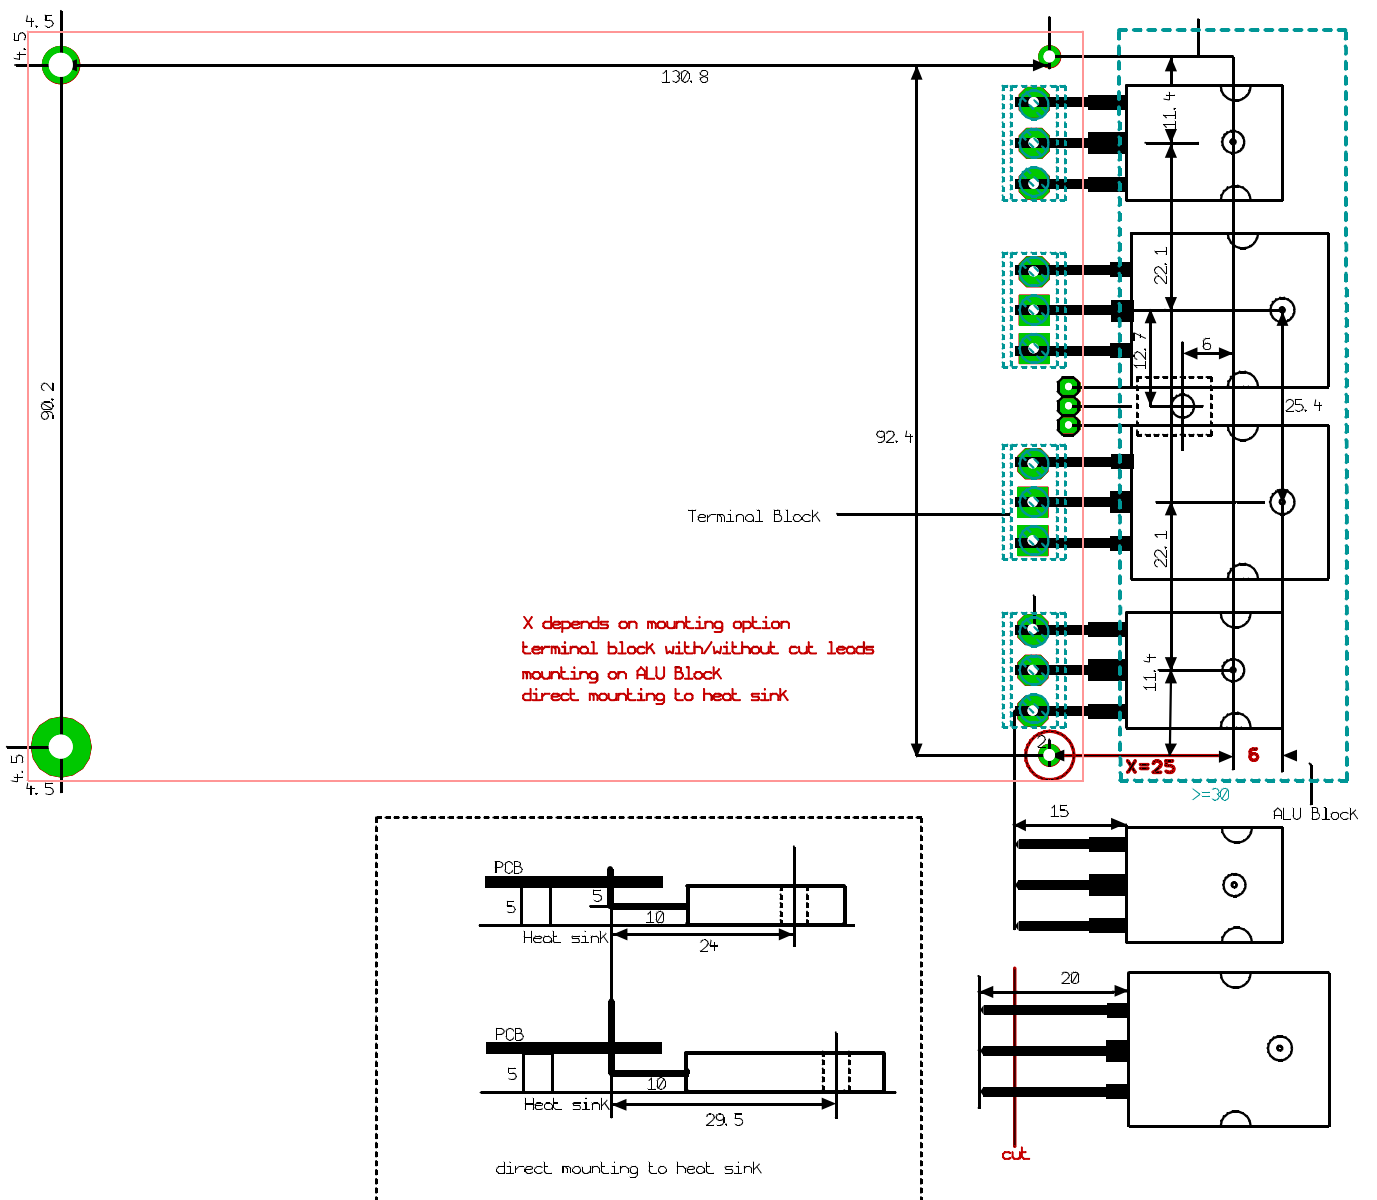 4.5
4.5
130.8
11.4
22.1
12.7
6
25.4
90.2
92.4
Terminal Block
22.1
X depends on mounting option
terminal block with/without cut leads
mounting on ALU Block
direct mounting to heat sink
11.4
2
X=25
6
4.5
4.5
>=30
ALU Block
15
PCB
5
5
10
Heat sink
24
20
PCB
5
10
Heat sink
29.5
cut
direct mounting to heat sink